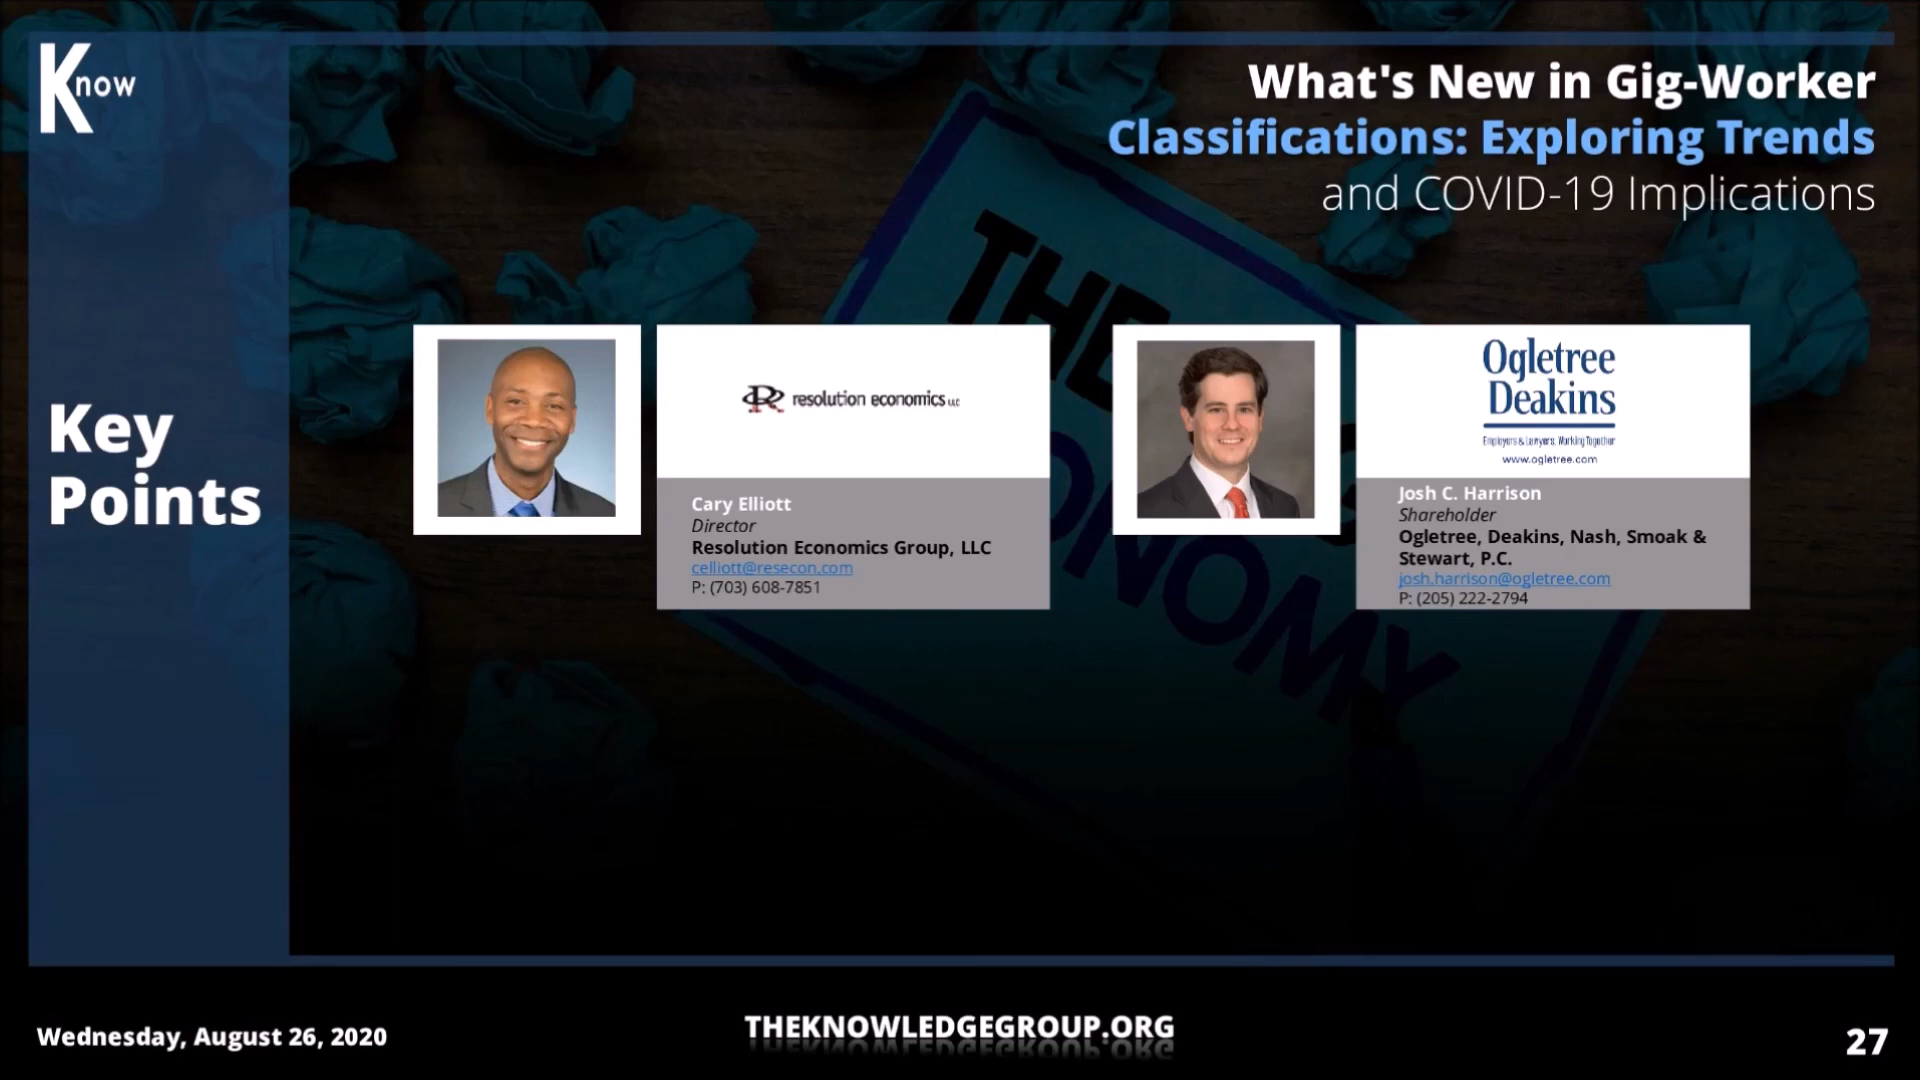 Know
What's New in Gig-Worker
Classifications: Exploring Trends
and COVID-19 Implications
THE
ONOMY
Key
Points
resolution economics LLC
Cary Elliott
Director
Resolution Economics Group, LLC
celliott@resecon.com
P: (703) 608-7851
Ogletree
Deakins
Employers & Lawyers, Working Together
www.ogletree.com
Josh C. Harrison
Shareholder
Ogletree, Deakins, Nash, Smoak &
Stewart, P.C.
josh.harrison@ogletree.com
P: (205) 222-2794
Wednesday, August 26, 2020
THEKNOWLEDGEGROUP.ORG
27